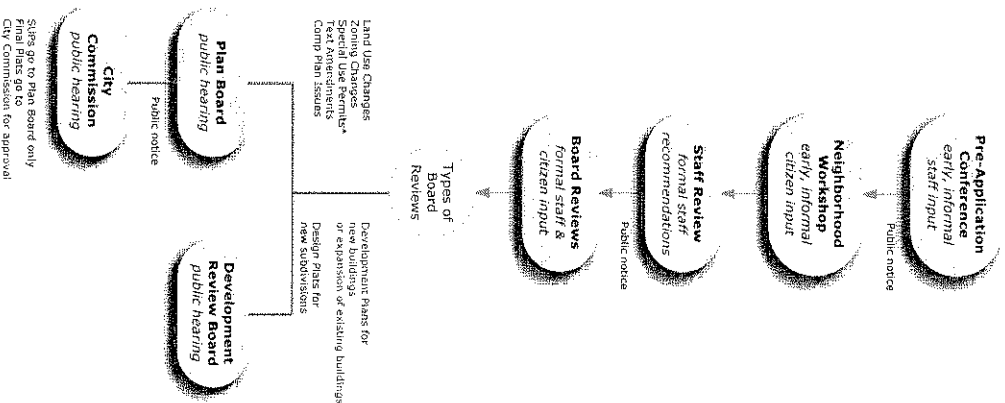 Pre-Application
Conference
early, informal
staff input
Public notice
Neighborhood
Workshop
early, informal
citizen input
Staff Review
formal staff
recommendations
Public notice
Board Reviews
formal staff &
citizen input
Types of
Board
Reviews
Land Use Changes
Zoning Changes
Special Use Permits*
Text Amendments
Comp Plan Issues
Development Plans for
new buildings
or expansion of existing buildings
Design Plats for
new subdivisions
Plan Board
public hearing
Development
Review Board
public hearing
Public notice
City
Commission
public hearing
SUPs go to Plan Board only
Final Plats go to
City Commission for approval